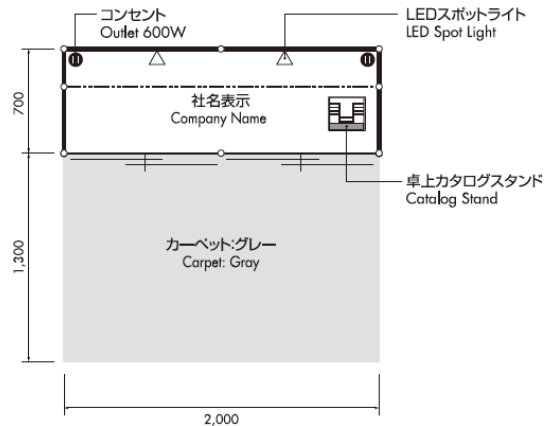 コンセント
Outlet 600W
LEDスポットライト
LED Spot Light
700
社名表示
Company Name
卓上カタログスタンド
Catalog Stand
カーペット:グレー
Carpet: Gray
1,300
2,000